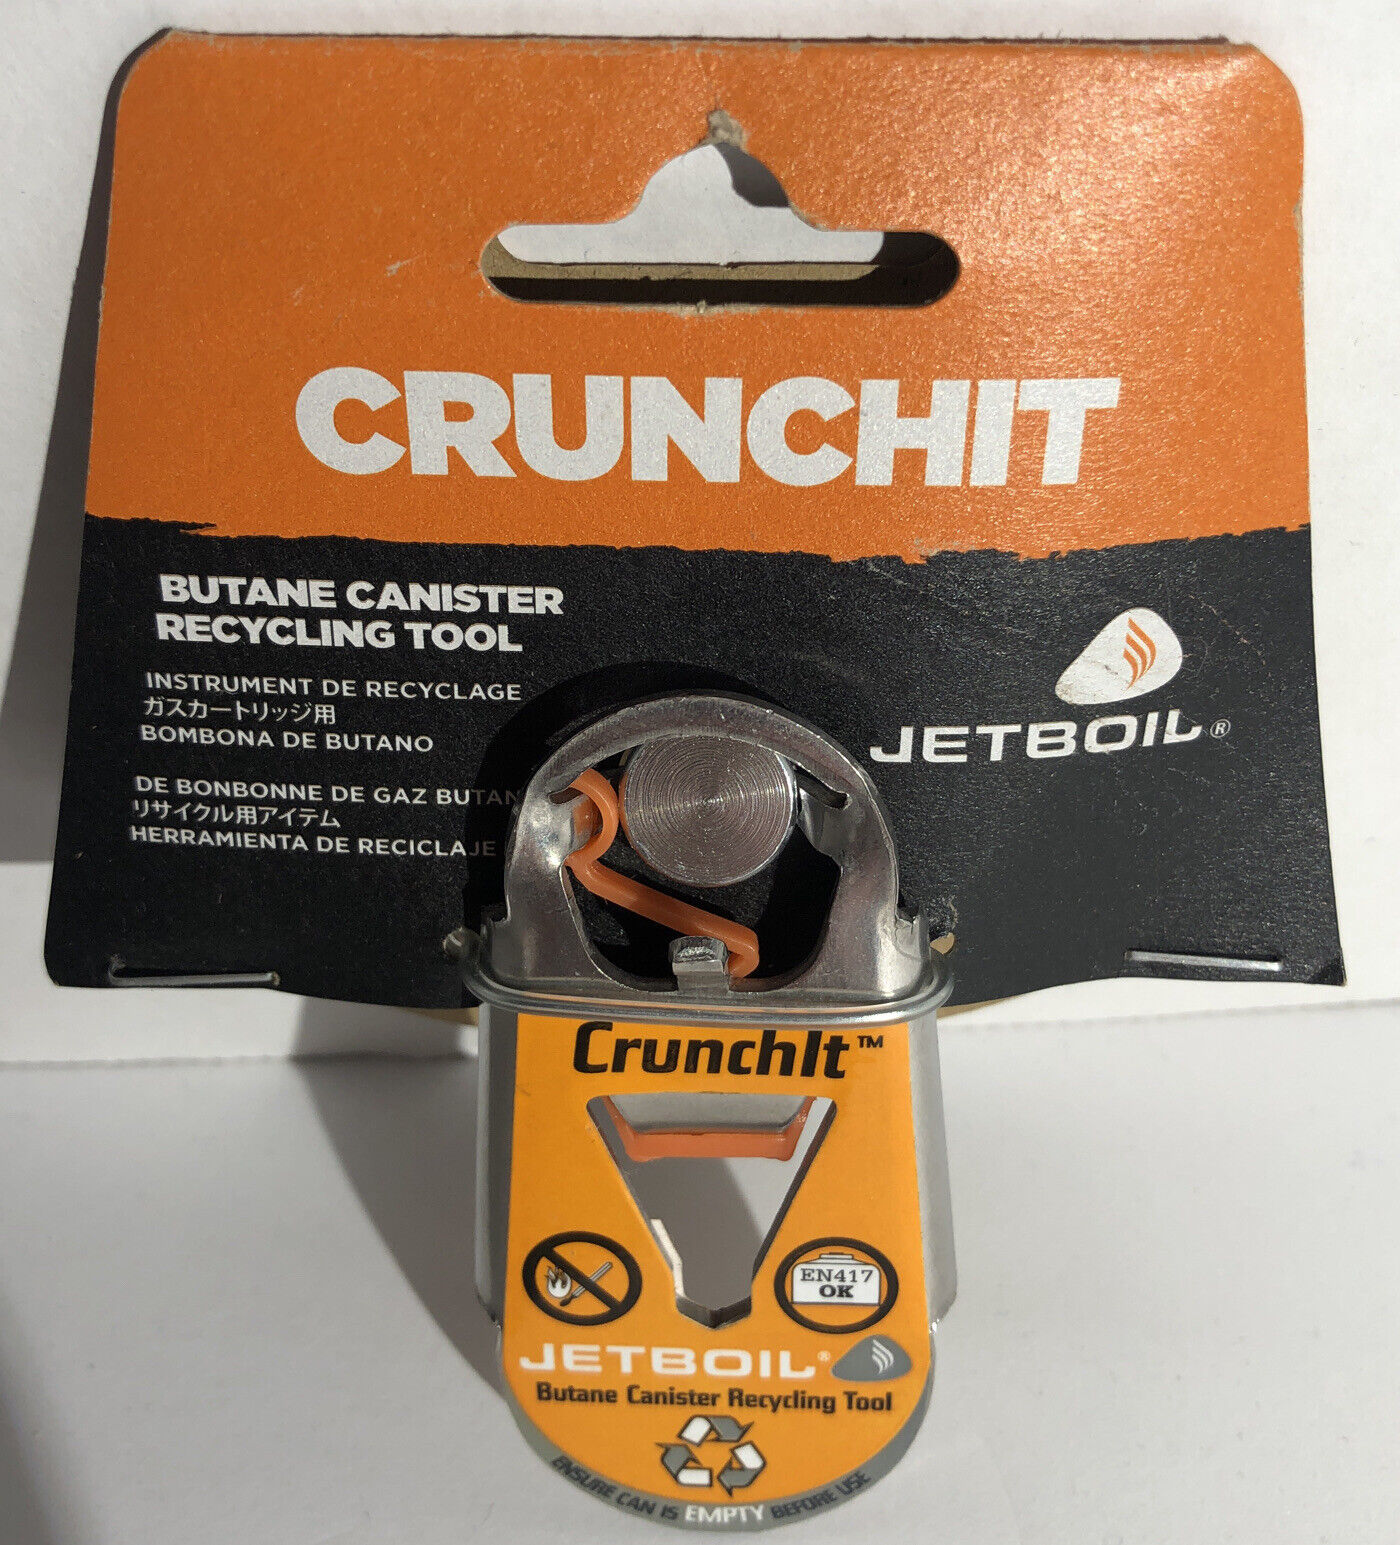 CRUNCHIT
BUTANE CANISTER
RECYCLING TOOL
INSTRUMENT DE RECYCLAGE
ガスカートリッジ用
BOMBONA DE BUTANO
DE BONBONNE DE GAZ BUTAN
リサイクル用アイテム
HERRAMIENTA DE RECICLAJE
JETBOIL®
CrunchIt™
EN417
OK
JETBOIL®
Butane Canister Recycling Tool
ENSURE CAN IS EMPTY BEFORE USE